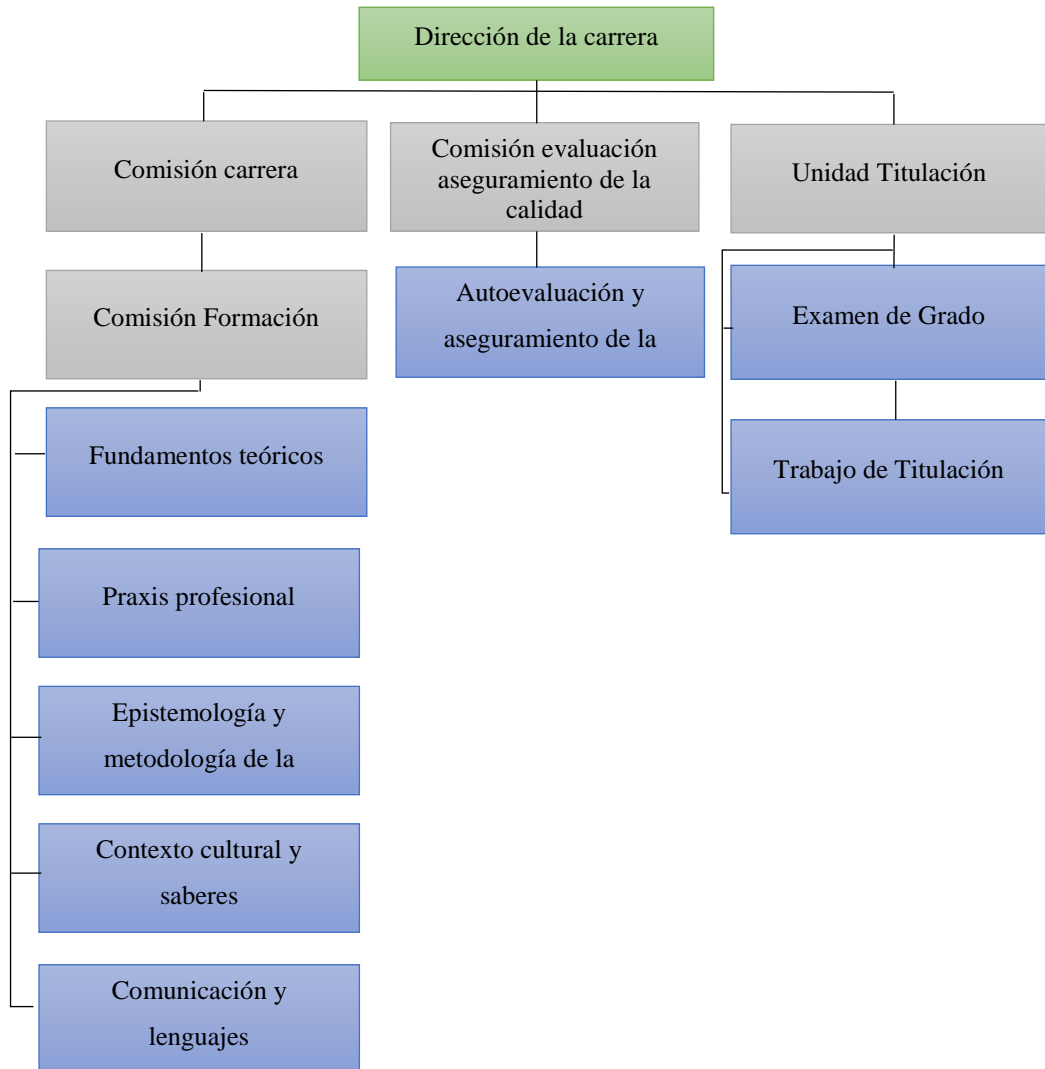 Dirección de la carrera
Comisión carrera
Comisión evaluación
aseguramiento de la
calidad
Unidad Titulación
Comisión Formación
Autoevaluación y
aseguramiento de la
Examen de Grado
Fundamentos teóricos
Trabajo de Titulación
Praxis profesional
Epistemología y
metodología de la
Contexto cultural y
saberes
Comunicación y
lenguajes